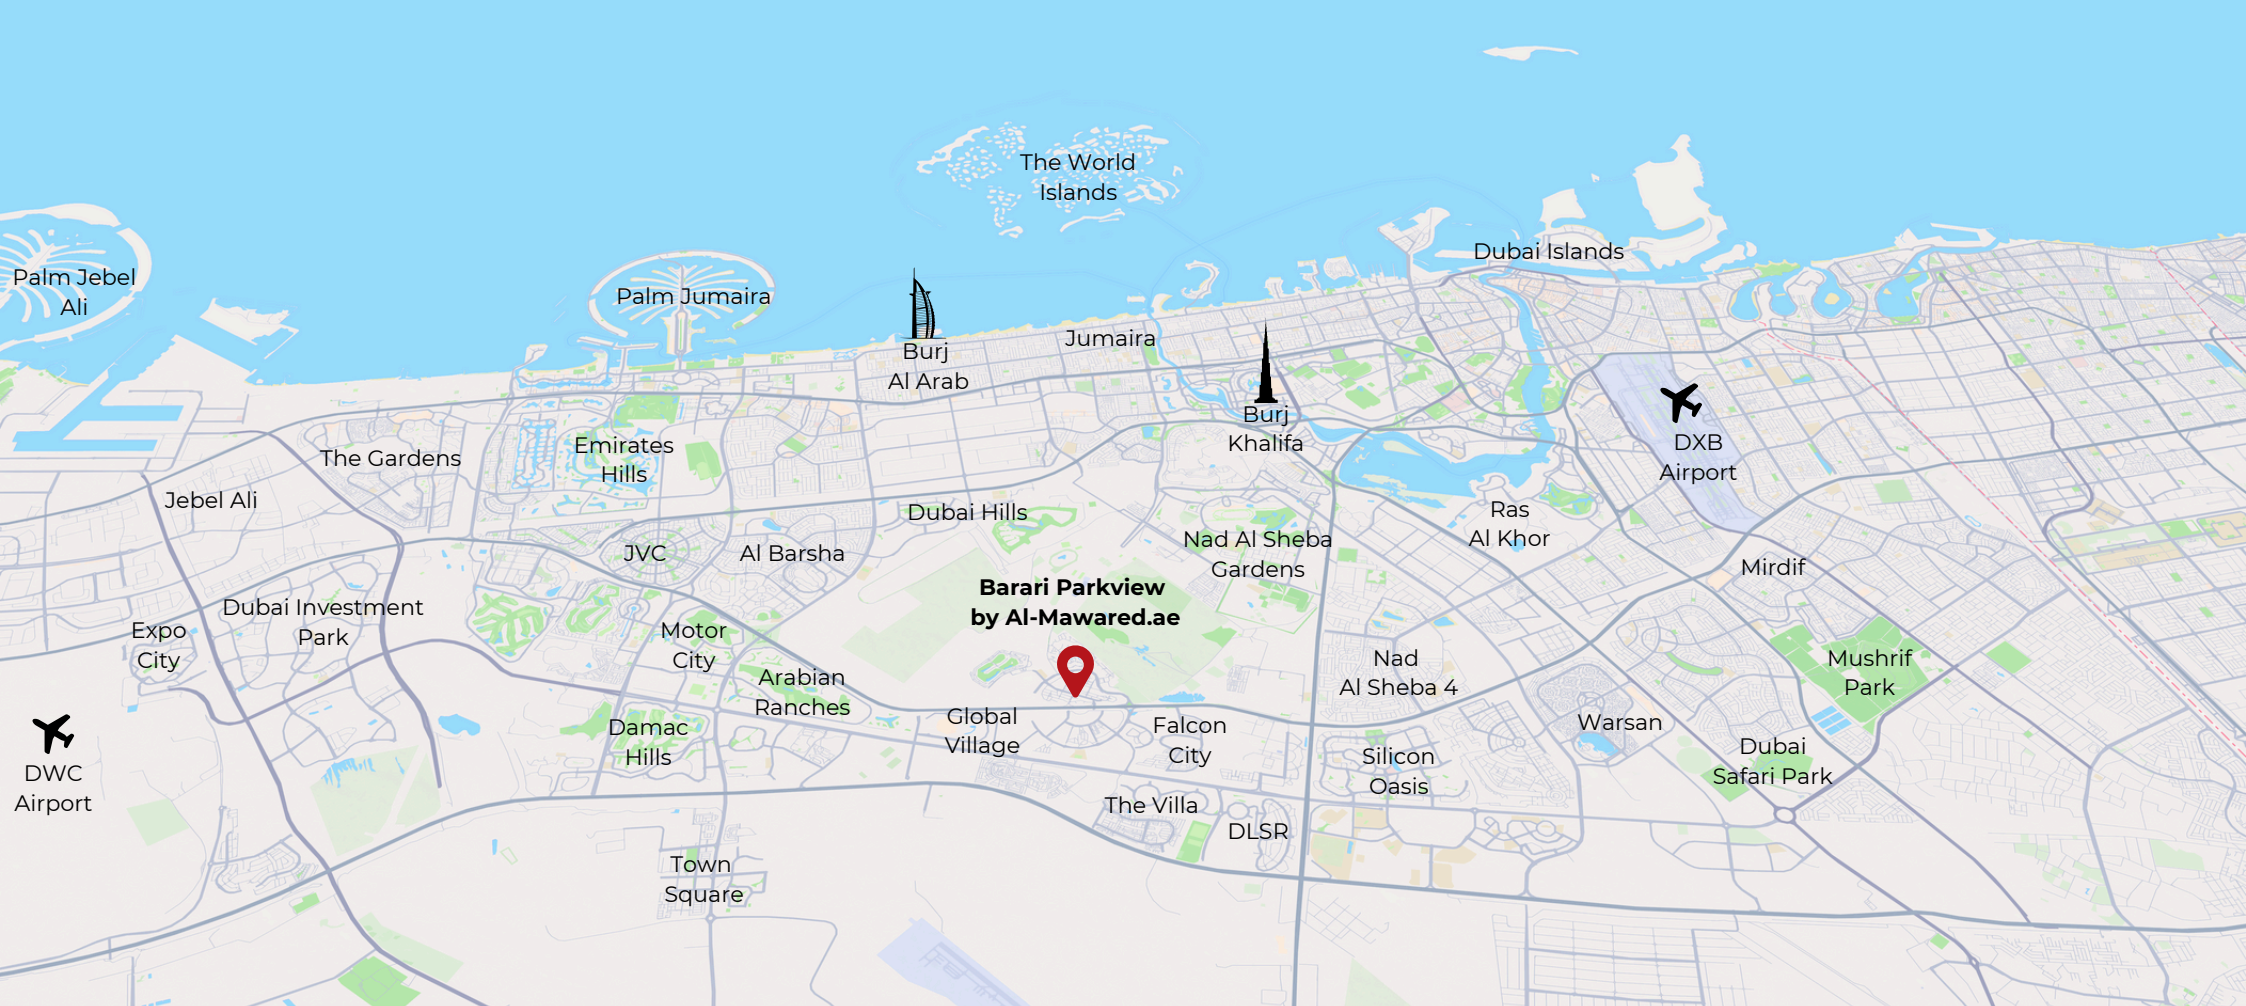 The World
Islands
Dubai Islands
Palm Jebel
Ali
Palm Jumaira
Jumaira
Burj
Al Arab
Burj
Khalifa
DXB
Airport
Emirates
Hills
The Gardens
Jebel Ali
Dubai Hills
Ras
Al Khor
Nad Al Sheba
Gardens
JVC
Al Barsha
Mirdif
Barari Parkview
by Al-Mawared.ae
Dubai Investment
Park
Expo
City
Motor
City
Arabian
Ranches
Nad
Al Sheba 4
Mushrif
Park
Global
Village
Falcon
City
Warsan
Damac
Hills
Silicon
Oasis
Dubai
Safari Park
DWC
Airport
The Villa
DLSR
Town
Square